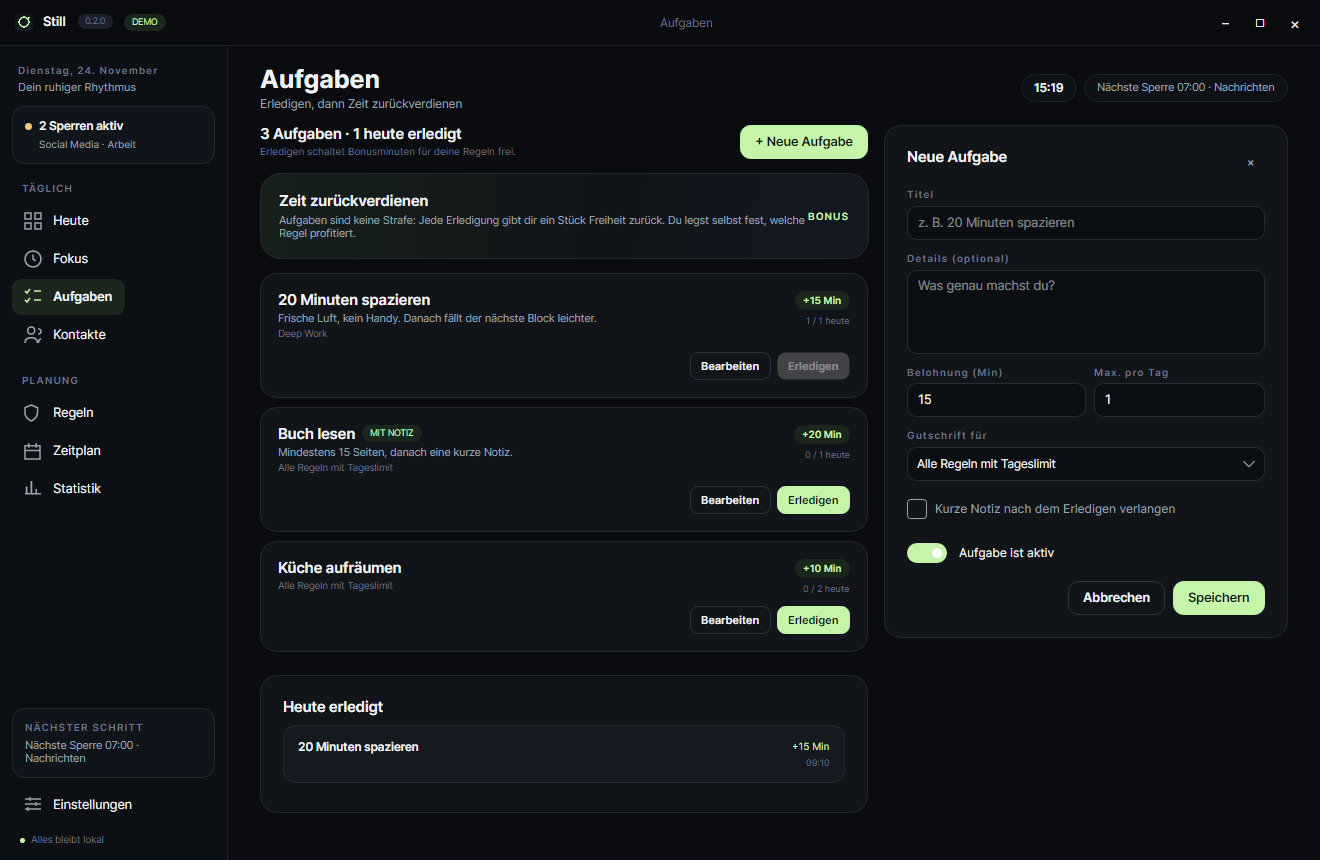 Still 0.2.0 DEMO
Aufgaben
Dienstag, 24. November
Dein ruhiger Rhythmus
2 Sperren aktiv
Social Media · Arbeit
TÄGLICH
Heute
Fokus
Aufgaben
Kontakte
PLANUNG
Regeln
Zeitplan
Statistik
NÄCHSTER SCHRITT
Nächste Sperre 07:00 ·
Nachrichten
Einstellungen
Alles bleibt lokal
Aufgaben
Erledigen, dann Zeit zurückverdienen
15:19
Nächste Sperre 07:00 · Nachrichten
3 Aufgaben · 1 heute erledigt
Erledigen schaltet Bonusminuten für deine Regeln frei.
+ Neue Aufgabe
Zeit zurückverdienen
Aufgaben sind keine Strafe: Jede Erledigung gibt dir ein Stück Freiheit zurück. Du legst selbst fest, welche
Regel profitiert.
BONUS
20 Minuten spazieren
+15 Min
Frische Luft, kein Handy. Danach fällt der nächste Block leichter.
1 / 1 heute
Deep Work
Bearbeiten
Erledigen
Buch lesen MIT NOTIZ
+20 Min
Mindestens 15 Seiten, danach eine kurze Notiz.
0 / 1 heute
Alle Regeln mit Tageslimit
Bearbeiten
Erledigen
Küche aufräumen
+10 Min
Alle Regeln mit Tageslimit
0 / 2 heute
Bearbeiten
Erledigen
Heute erledigt
20 Minuten spazieren
+15 Min
09:10
Neue Aufgabe
Titel
z. B. 20 Minuten spazieren
Details (optional)
Was genau machst du?
Belohnung (Min)
Max. pro Tag
15
1
Gutschrift für
Alle Regeln mit Tageslimit
Kurze Notiz nach dem Erledigen verlangen
Aufgabe ist aktiv
Abbrechen
Speichern